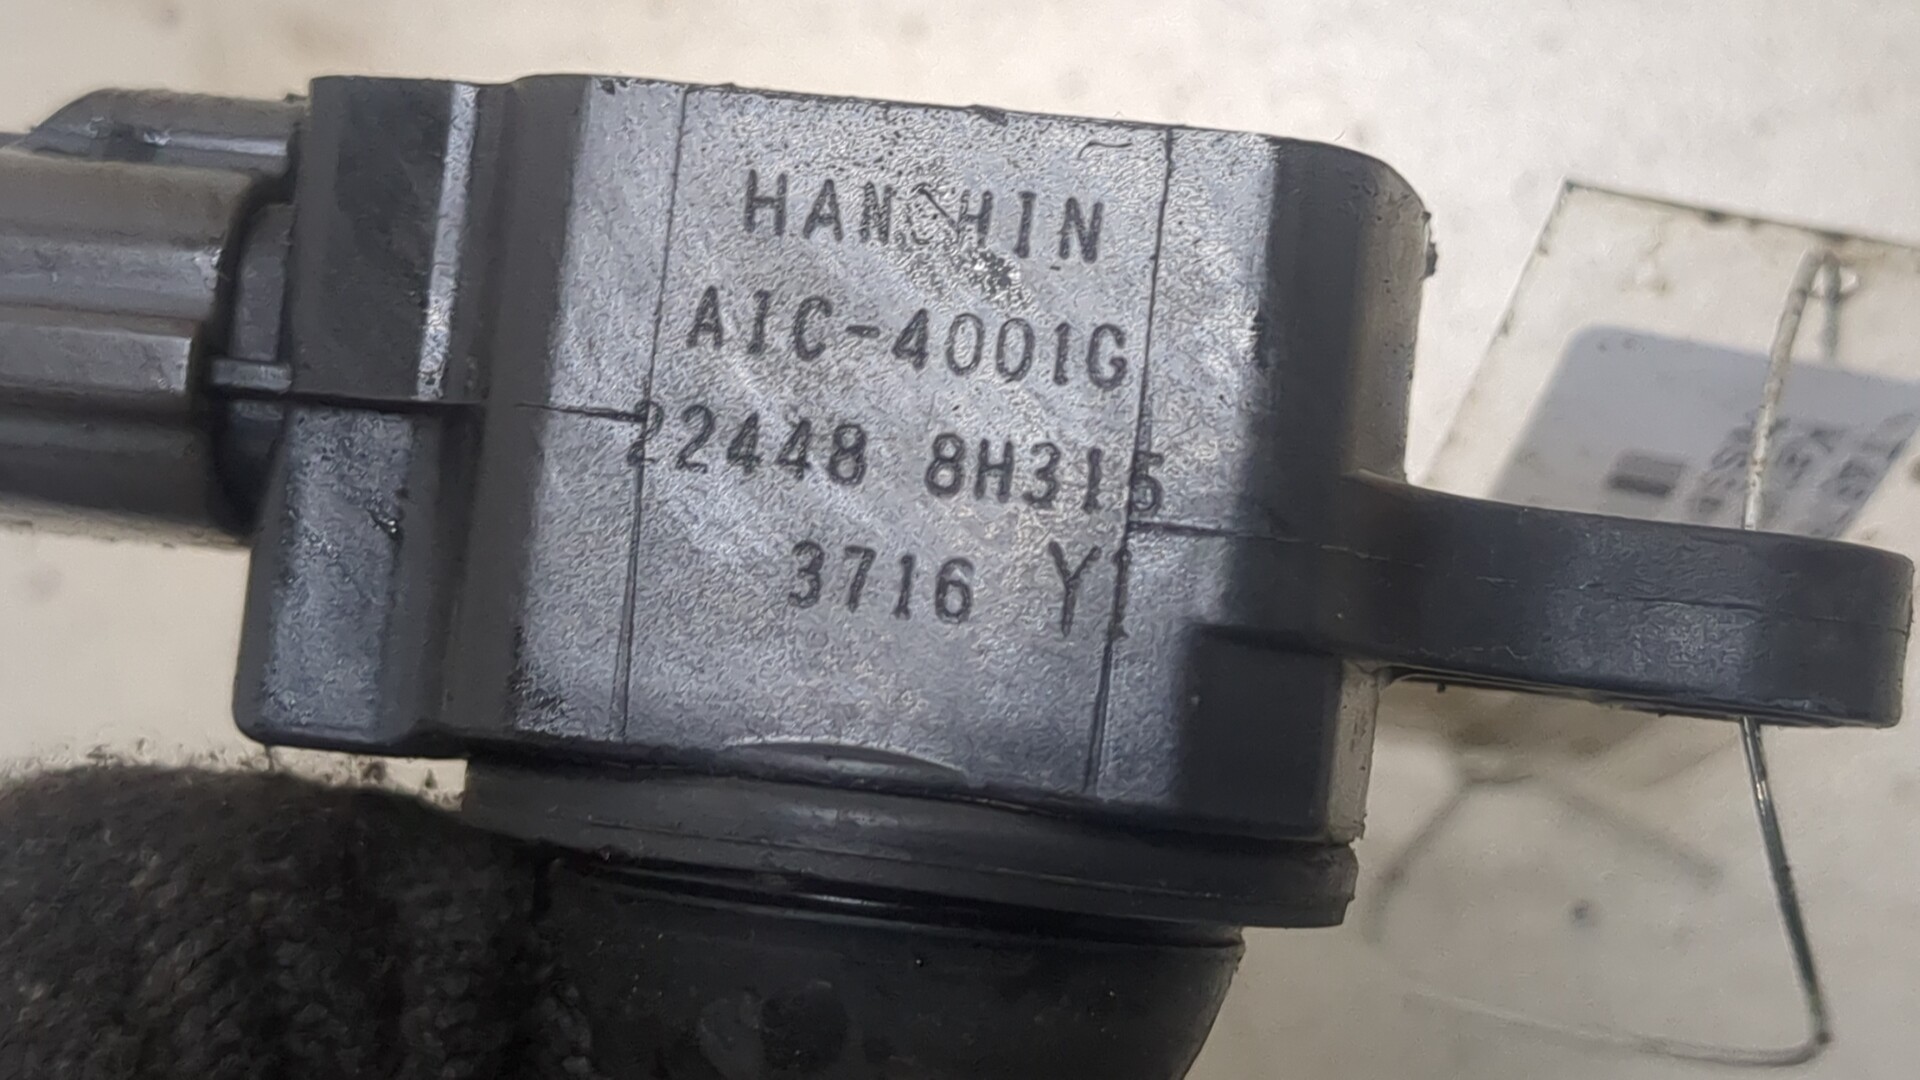 HANSHIN
AIC-4001G
22448 8H315
3716 Y1